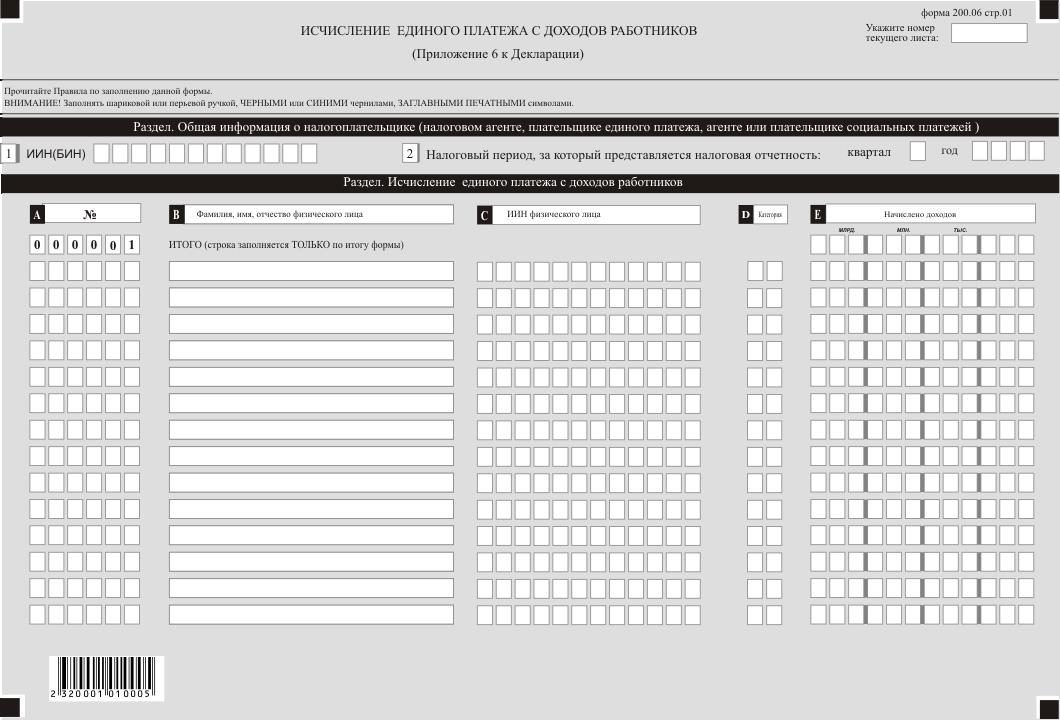 форма 200.06 стр.01
ИСЧИСЛЕНИЕ ЕДИНОГО ПЛАТЕЖА С ДОХОДОВ РАБОТНИКОВ
Укажите номер
текущего листа:
(Приложение 6 к Декларации)
Прочитайте Правила по заполнению данной формы.
ВНИМАНИЕ! Заполнять шариковой или перьевой ручкой, ЧЕРНЫМИ или СИНИМИ чернилами, ЗАГЛАВНЫМИ ПЕЧАТНЫМИ символами.
Раздел. Общая информация о налогоплательщике (налоговом агенте, плательщике единого платежа, агенте или плательщике социальных платежей )
1 ИИН(БИН) 2 Налоговый период, за который представляется налоговая отчетность: квартал год
Раздел. Исчисление единого платежа с доходов работников
A № B Фамилия, имя, отчество физического лица C ИИН физического лица D Категория E Начислено доходов
МЛРД. МЛН. ТЫС.
0 0 0 0 0 1 ИТОГО (строка заполняется ТОЛЬКО по итогу формы)
2 320001 010005